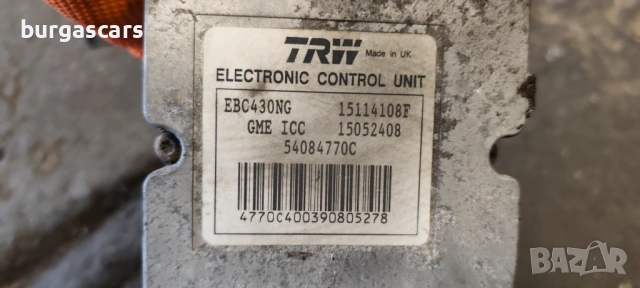 burgascars
TRW Made in UK
ELECTRONIC CONTROL UNIT
EBC430NG 15114108F
GME ICC 15052408
54084770C
4770C400390805278
BAZAR